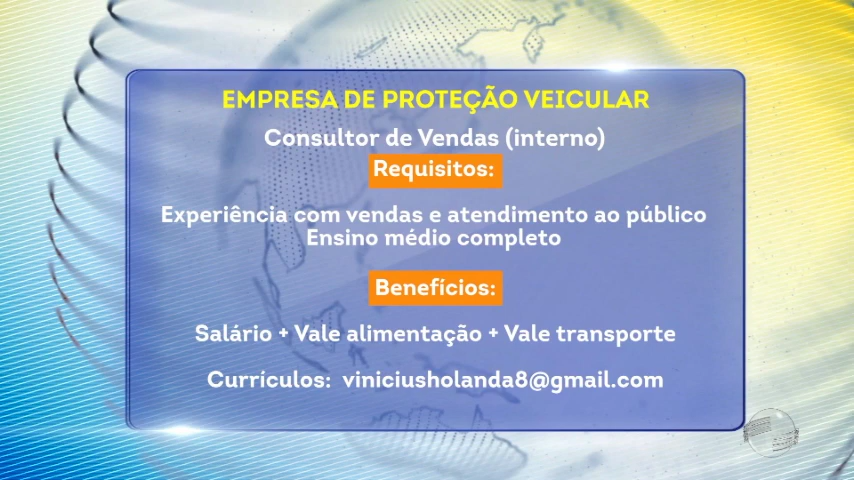 EMPRESA DE PROTEÇÃO VEICULAR
Consultor de Vendas (interno)
Requisitos:
Experiência com vendas e atendimento ao público
Ensino médio completo
Benefícios:
Salário + Vale alimentação + Vale transporte
Currículos: viniciusholanda8@gmail.com